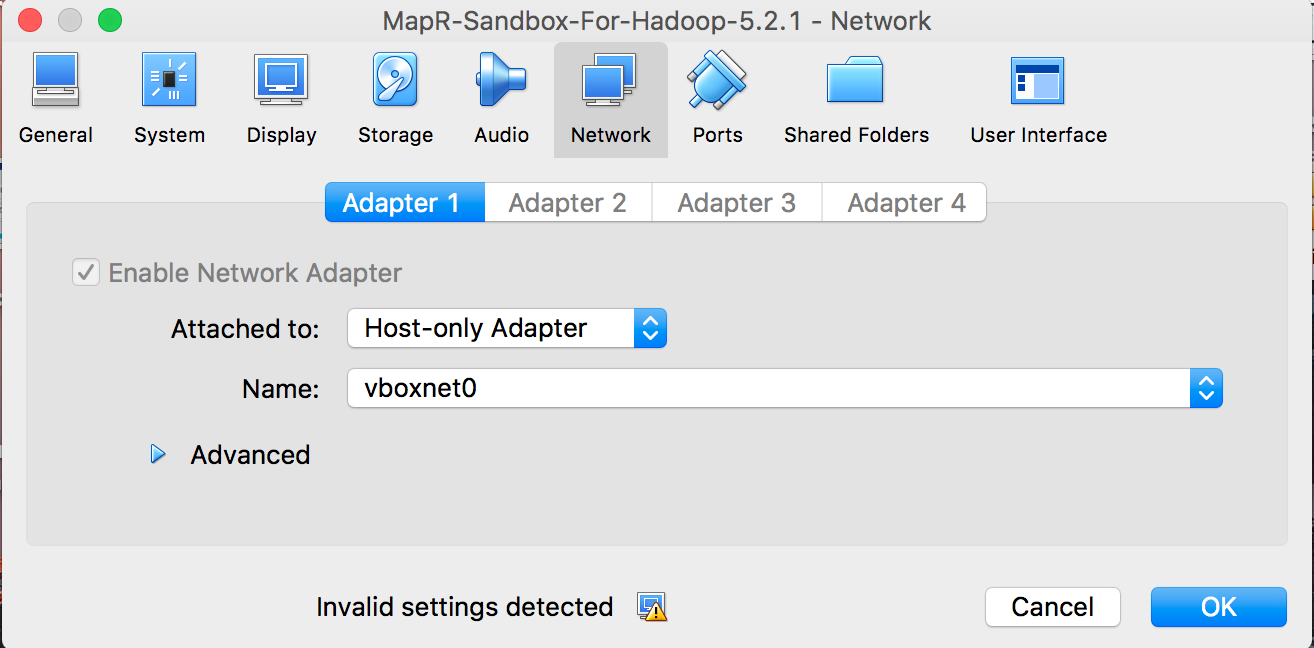 MapR-Sandbox-For-Hadoop-5.2.1 - Network
General System Display Storage Audio Network Ports Shared Folders User Interface
Adapter 1 Adapter 2 Adapter 3 Adapter 4
Enable Network Adapter
Attached to: Host-only Adapter
Name: vboxnet0
Advanced
Invalid settings detected Cancel OK